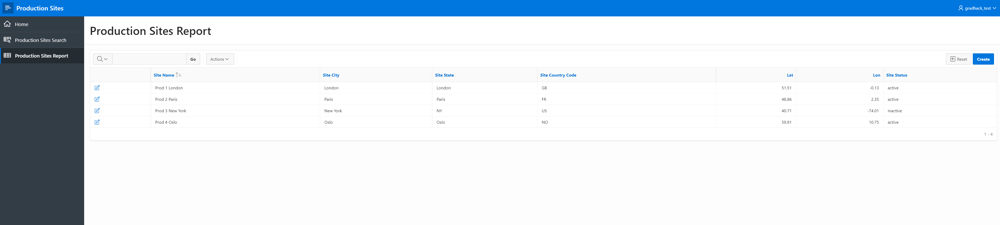 Production Sites
gradhack_test
Home
Production Sites Search
Production Sites Report
Production Sites Report
Go Actions Reset Create
Site Name Site City Site State Site Country Code Lat Lon Site Status
Prod 1 London London London GB 51.51 -0.13 active
Prod 2 Paris Paris Paris FR 48.86 2.35 active
Prod 3 New York New York NY US 40.71 -74.01 inactive
Prod 4 Oslo Oslo Oslo NO 59.91 10.75 active
1 - 4